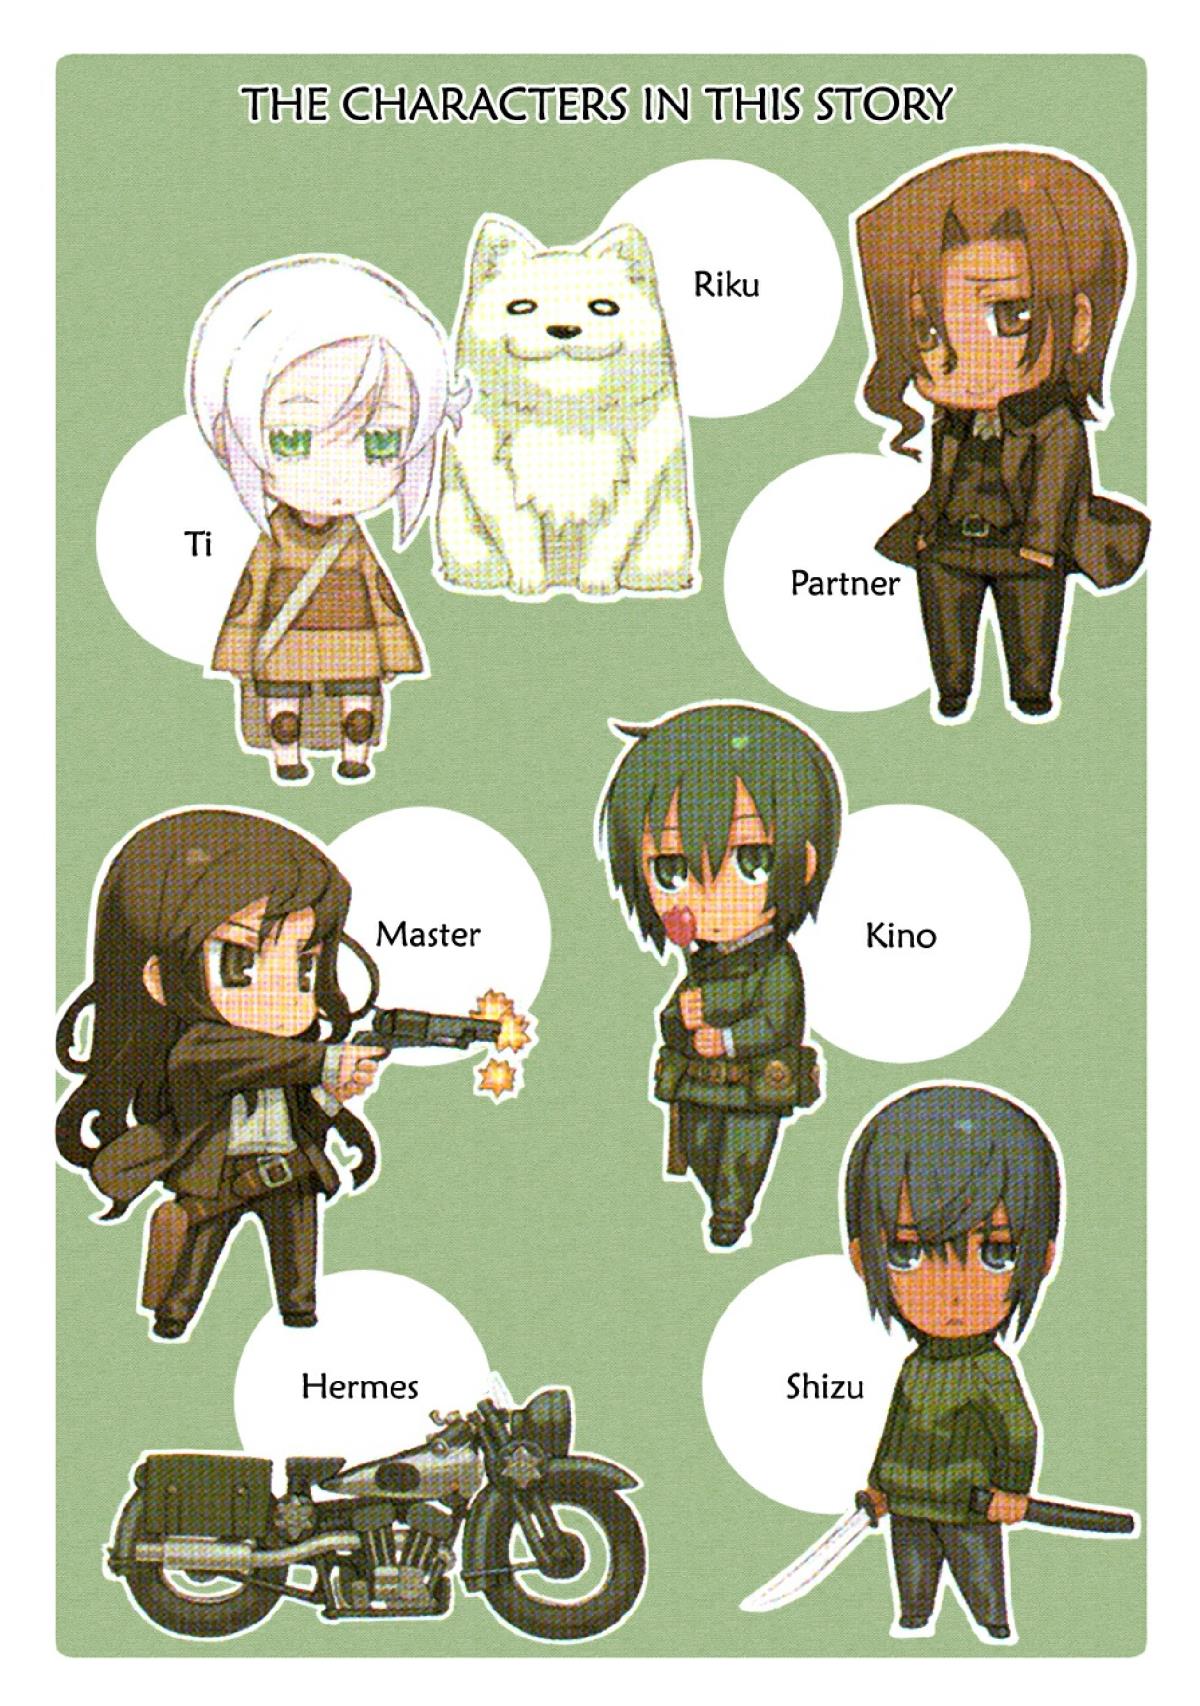 THE CHARACTERS IN THIS STORY
Riku
Ti
Partner
Master
Kino
Hermes
Shizu